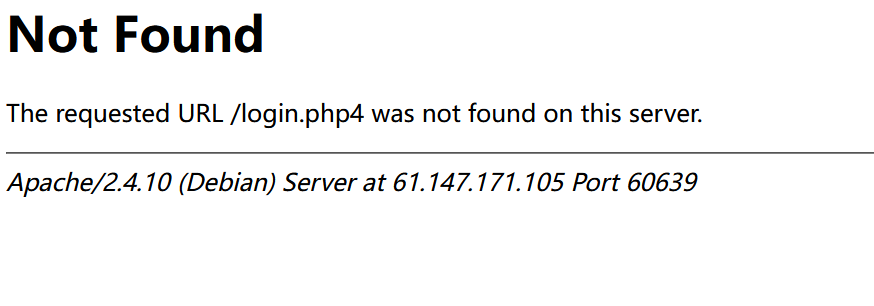 Not Found
The requested URL /login.php4 was not found on this server.
Apache/2.4.10 (Debian) Server at 61.147.171.105 Port 60639